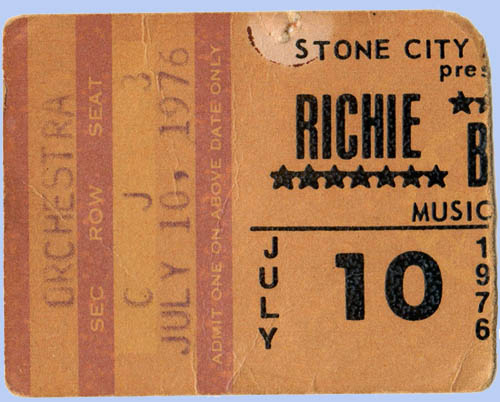 ORCHESTRA
SEC ROW SEAT
C J 3
JULY 10, 1976
ADMIT ONE ON ABOVE DATE ONLY
STONE CITY
pres
RICHIE
B
MUSIC
JULY
10
1976